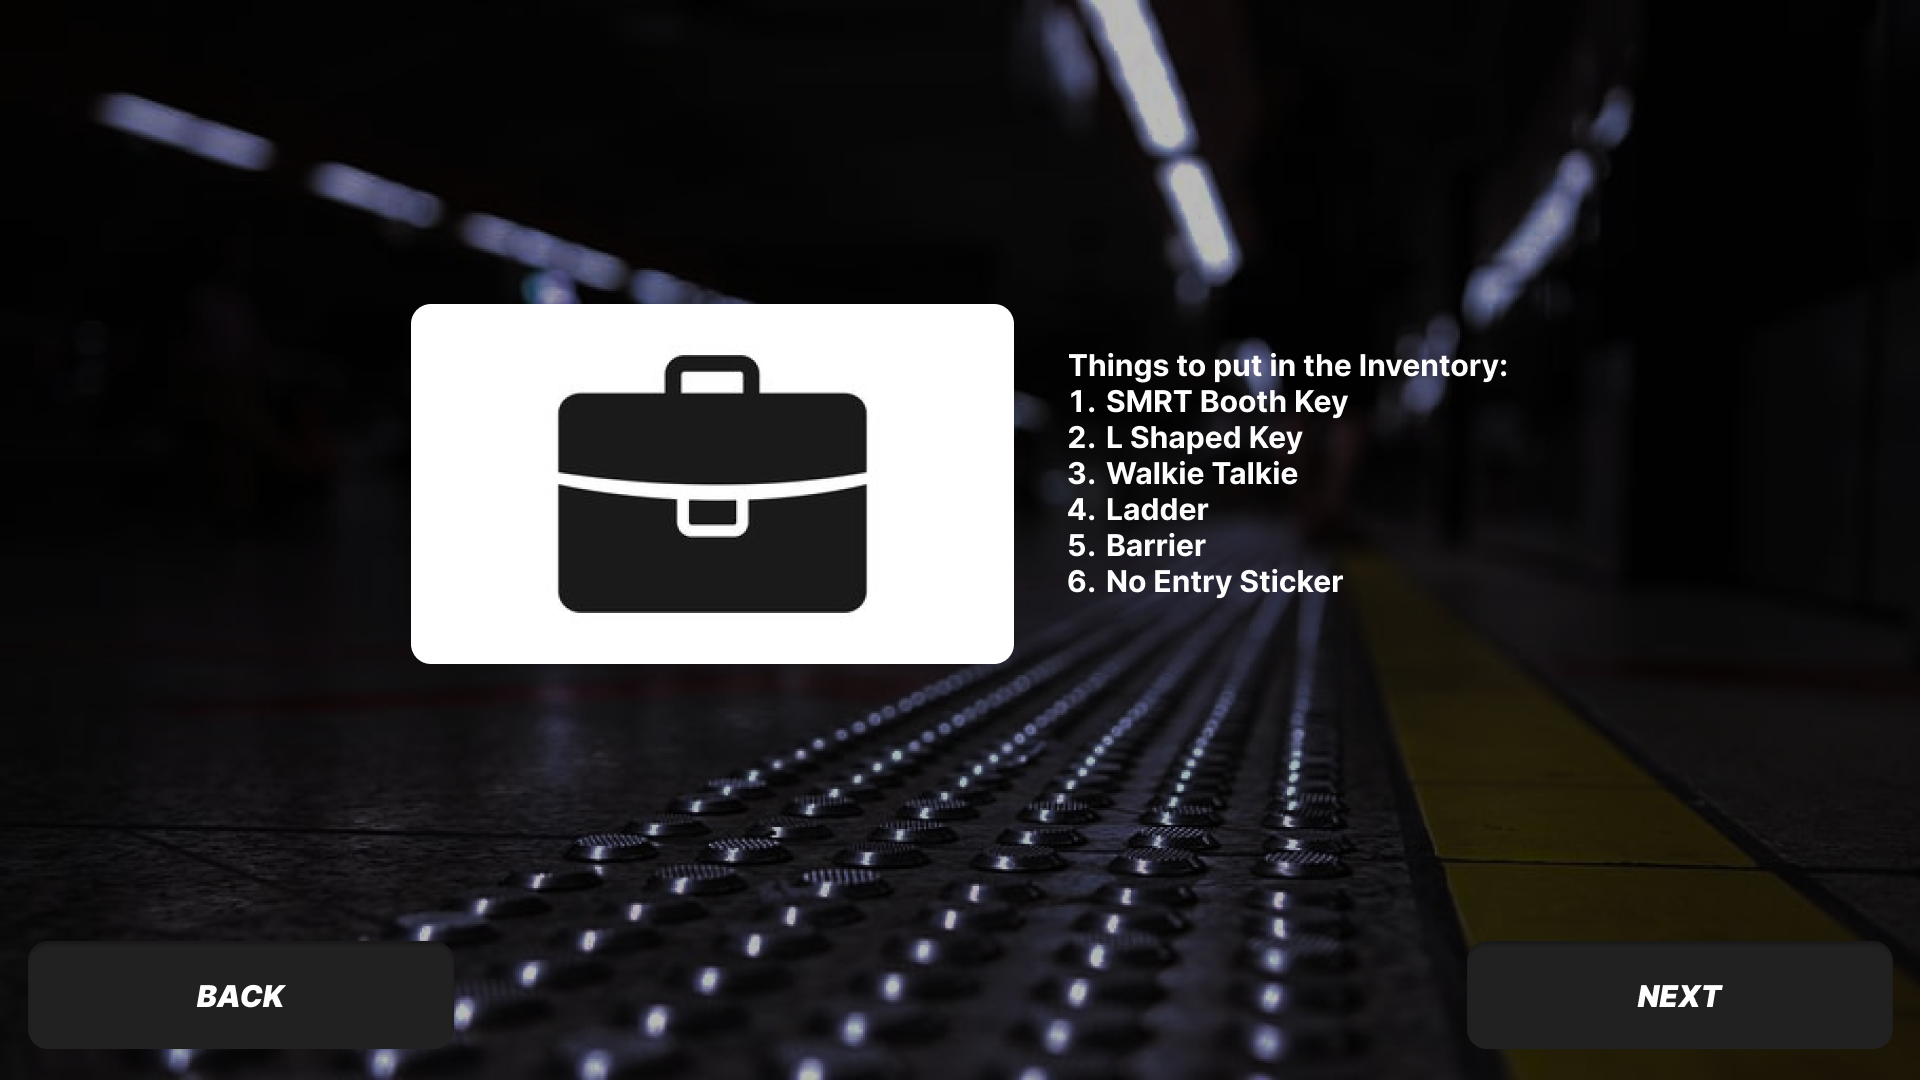 Things to put in the Inventory:
1. SMRT Booth Key
2. L Shaped Key
3. Walkie Talkie
4. Ladder
5. Barrier
6. No Entry Sticker
BACK
NEXT